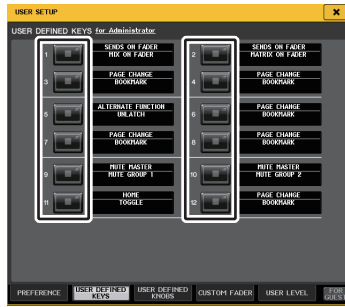 USER SETUP
USER DEFINED KEYS for Administrator
1 SENDS ON FADER MIX ON FADER
2 SENDS ON FADER MATRIX ON FADER
3 PAGE CHANGE BOOKMARK
4 PAGE CHANGE BOOKMARK
5 ALTERNATE FUNCTION UNLATCH
6 PAGE CHANGE BOOKMARK
7 PAGE CHANGE BOOKMARK
8 PAGE CHANGE BOOKMARK
9 MUTE MASTER MUTE GROUP 1
10 MUTE MASTER MUTE GROUP 2
11 HOME TOGGLE
12 PAGE CHANGE BOOKMARK
PREFERENCE
USER DEFINED KEYS
USER DEFINED KNOBS
CUSTOM FADER
USER LEVEL
FOR GUEST